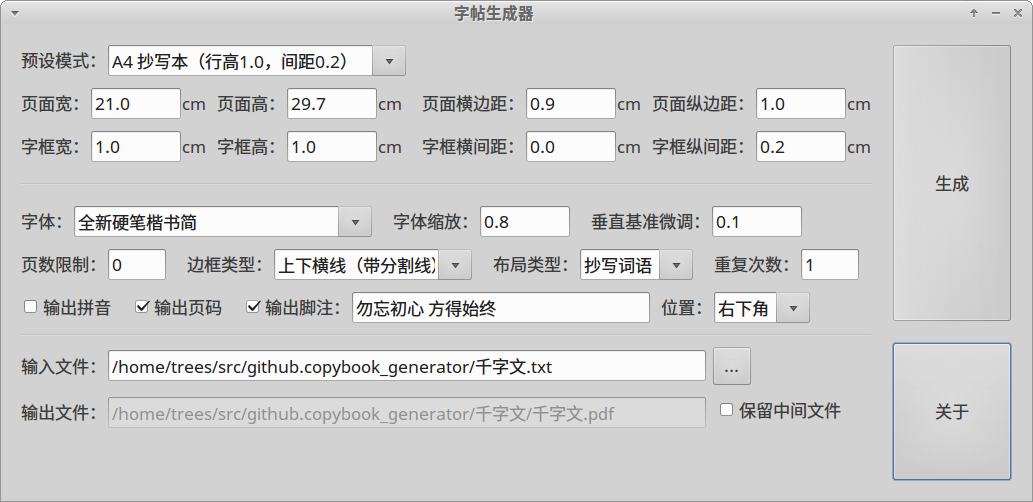 字帖生成器
预设模式： A4 抄写本（行高1.0，间距0.2）
页面宽： 21.0 cm 页面高： 29.7 cm 页面横边距： 0.9 cm 页面纵边距： 1.0 cm
字框宽： 1.0 cm 字框高： 1.0 cm 字框横间距： 0.0 cm 字框纵间距： 0.2 cm
生成
字体： 全新硬笔楷书简 字体缩放： 0.8 垂直基准微调： 0.1
页数限制： 0 边框类型： 上下横线（带分割线） 布局类型： 抄写词语 重复次数： 1
输出拼音 输出页码 输出脚注： 勿忘初心 方得始终 位置： 右下角
输入文件： /home/trees/src/github.copybook_generator/千字文.txt ...
输出文件： /home/trees/src/github.copybook_generator/千字文/千字文.pdf 保留中间文件
关于